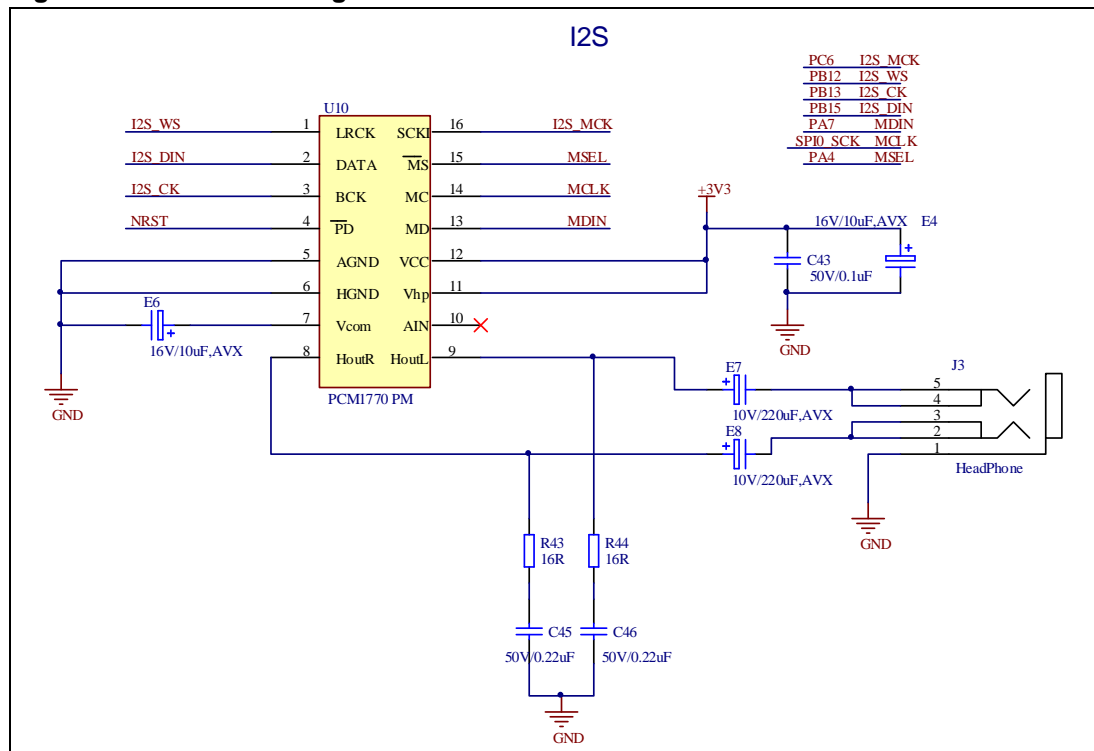 I2S
PC6 I2S_MCK
PB12 I2S_WS
PB13 I2S_CK
PB15 I2S_DIN
PA7 MDIN
SPI0_SCK MCLK
PA4 MSEL
U10
I2S_WS 1 LRCK SCKI 16 I2S_MCK
I2S_DIN 2 DATA MS 15 MSEL
I2S_CK 3 BCK MC 14 MCLK
NRST 4 PD MD 13 MDIN
5 AGND VCC 12
6 HGND Vhp 11
7 Vcom AIN 10
8 HoutR HoutL 9
PCM1770 PM
E6
16V/10uF,AVX
GND
+3V3
16V/10uF,AVX E4
C43
50V/0.1uF
GND
E7
10V/220uF,AVX
E8
10V/220uF,AVX
J3
5
4
3
2
1
HeadPhone
GND
R43
16R
R44
16R
C45
50V/0.22uF
C46
50V/0.22uF
GND